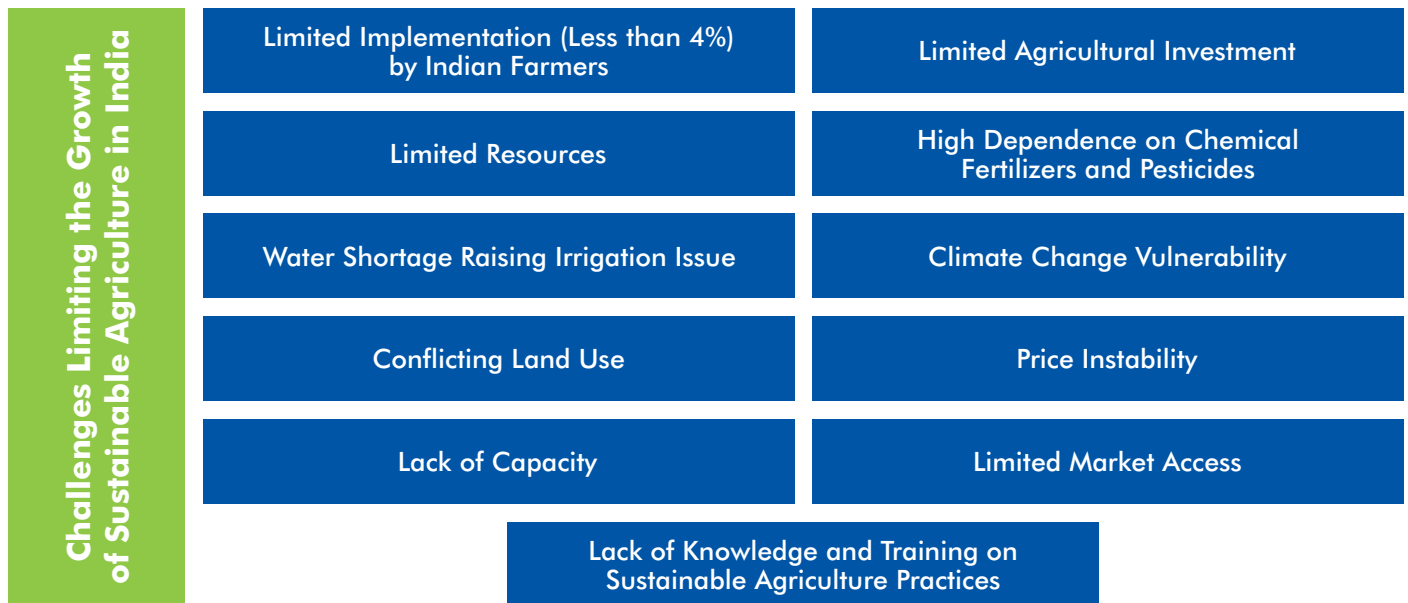 Challenges Limiting the Growth
of Sustainable Agriculture in India
Limited Implementation (Less than 4%)
by Indian Farmers
Limited Agricultural Investment
Limited Resources
High Dependence on Chemical
Fertilizers and Pesticides
Water Shortage Raising Irrigation Issue
Climate Change Vulnerability
Conflicting Land Use
Price Instability
Lack of Capacity
Limited Market Access
Lack of Knowledge and Training on
Sustainable Agriculture Practices